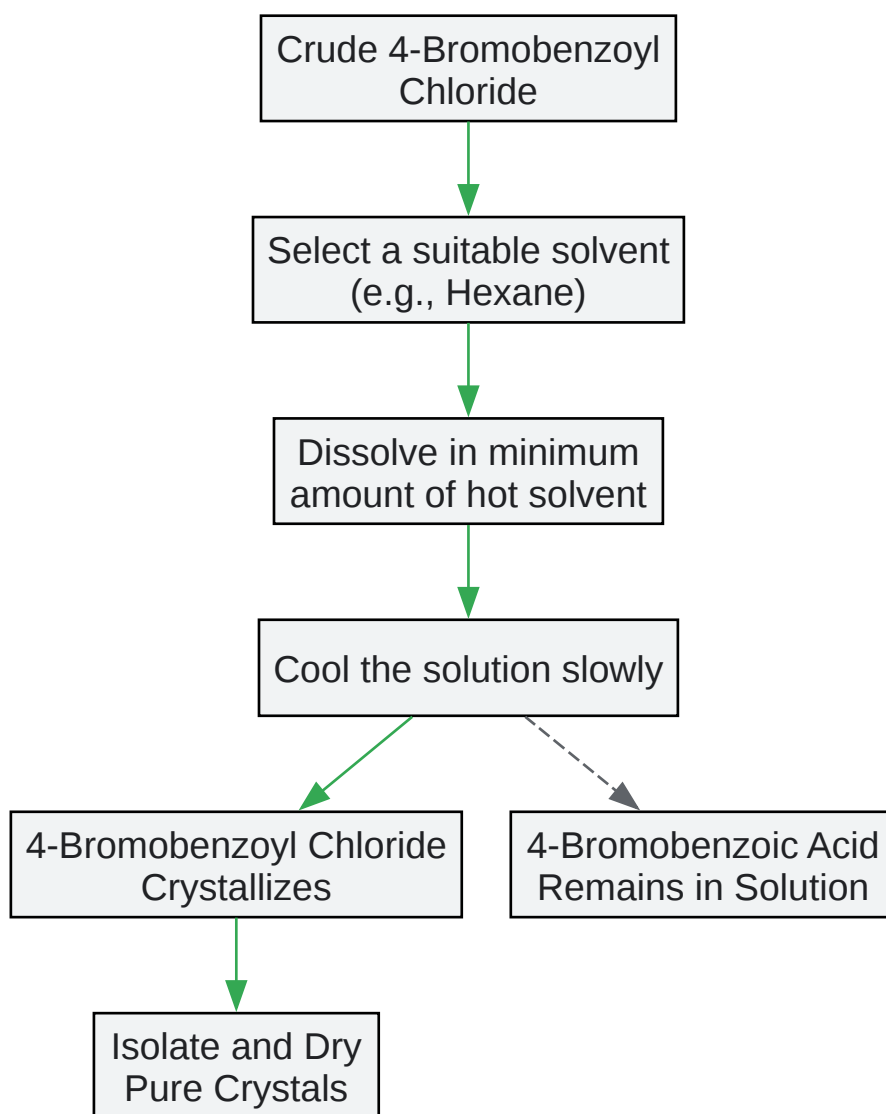 Crude 4-Bromobenzoyl
Chloride
Select a suitable solvent
(e.g., Hexane)
Dissolve in minimum
amount of hot solvent
Cool the solution slowly
4-Bromobenzoyl Chloride
Crystallizes
4-Bromobenzoic Acid
Remains in Solution
Isolate and Dry
Pure Crystals